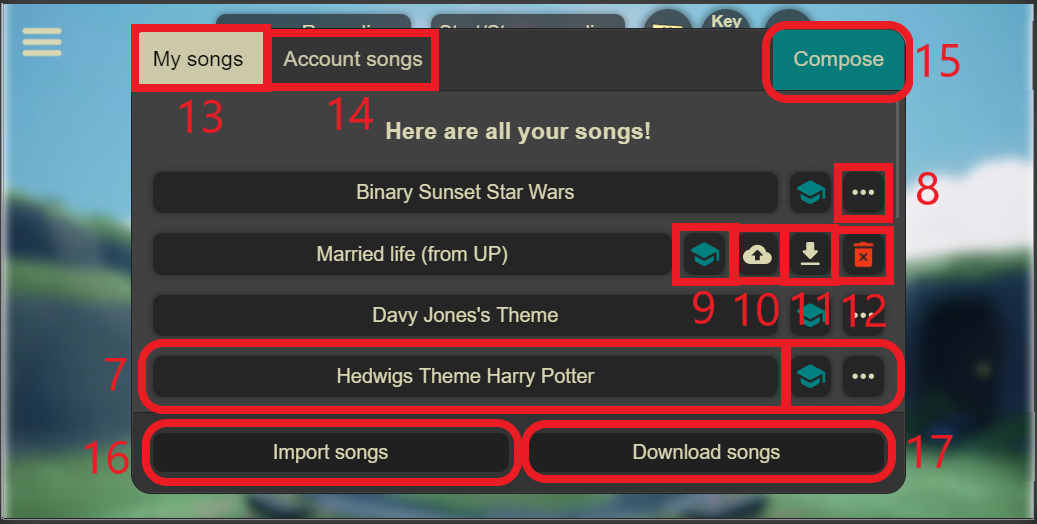 Key
My songs
Account songs
Compose
15
13
14
Here are all your songs!
Binary Sunset Star Wars
8
Married life (from UP)
9
10
11
12
Davy Jones's Theme
7
Hedwigs Theme Harry Potter
16
Import songs
Download songs
17